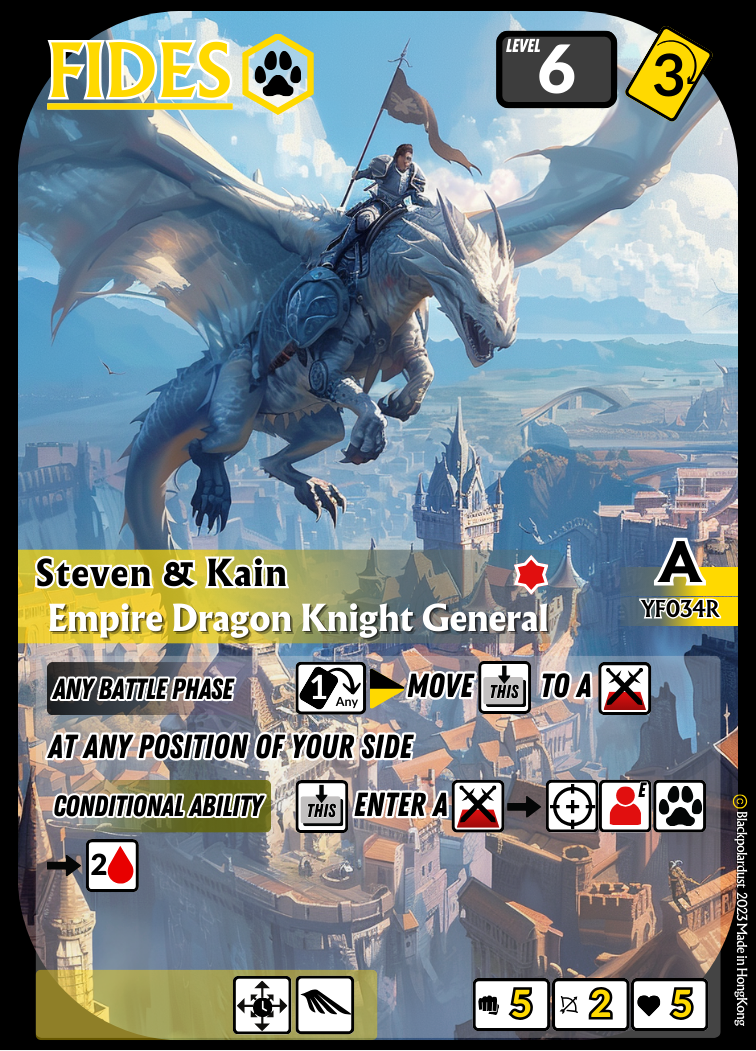 FIDES
LEVEL 6
3
Steven & Kain
A
Empire Dragon Knight General
YF034R
ANY BATTLE PHASE 1 Any MOVE THIS TO A
AT ANY POSITION OF YOUR SIDE
CONDITIONAL ABILITY THIS ENTER A E
2
5 2 5
© Blackpolardust 2023 Made in HongKong